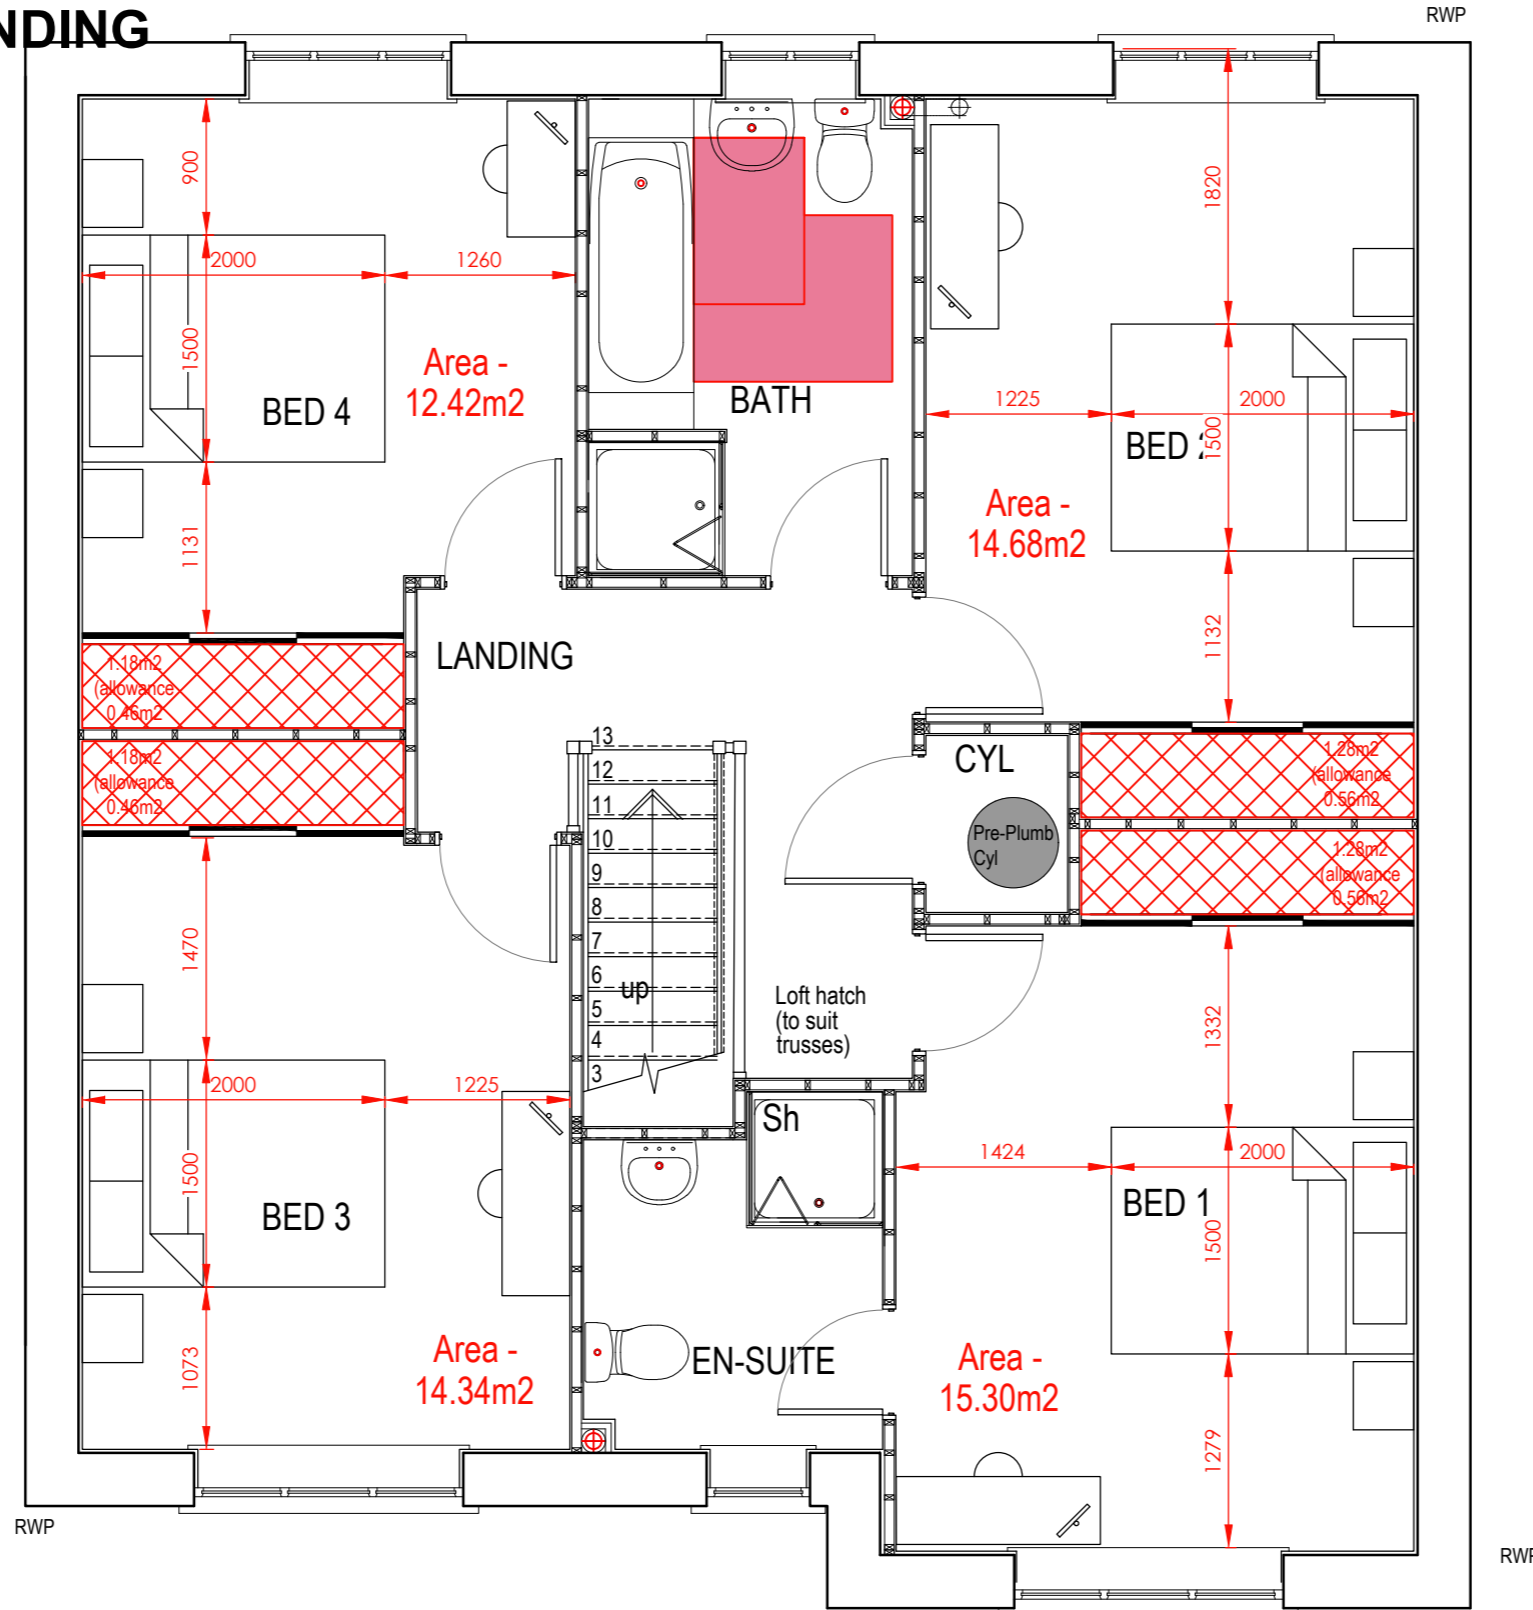 NDING
RWP
900
2000
1260
1500
Area -
12.42m2
BED 4
1131
BATH
1820
1225
2000
1500
BED 2
Area -
14.68m2
1132
LANDING
1.18m2
(allowance
0.46m2
1.18m2
(allowance
0.46m2
13
12
11
10
9
8
7
6
up
5
4
3
CYL
Pre-Plumb
Cyl
1.28m2
(allowance
0.56m2
1.28m2
(allowance
0.56m2
Loft hatch
(to suit
trusses)
1470
2000
1225
1500
BED 3
1073
Area -
14.34m2
Sh
EN-SUITE
1332
1424
2000
BED 1
1500
Area -
15.30m2
1279
RWP
RWP